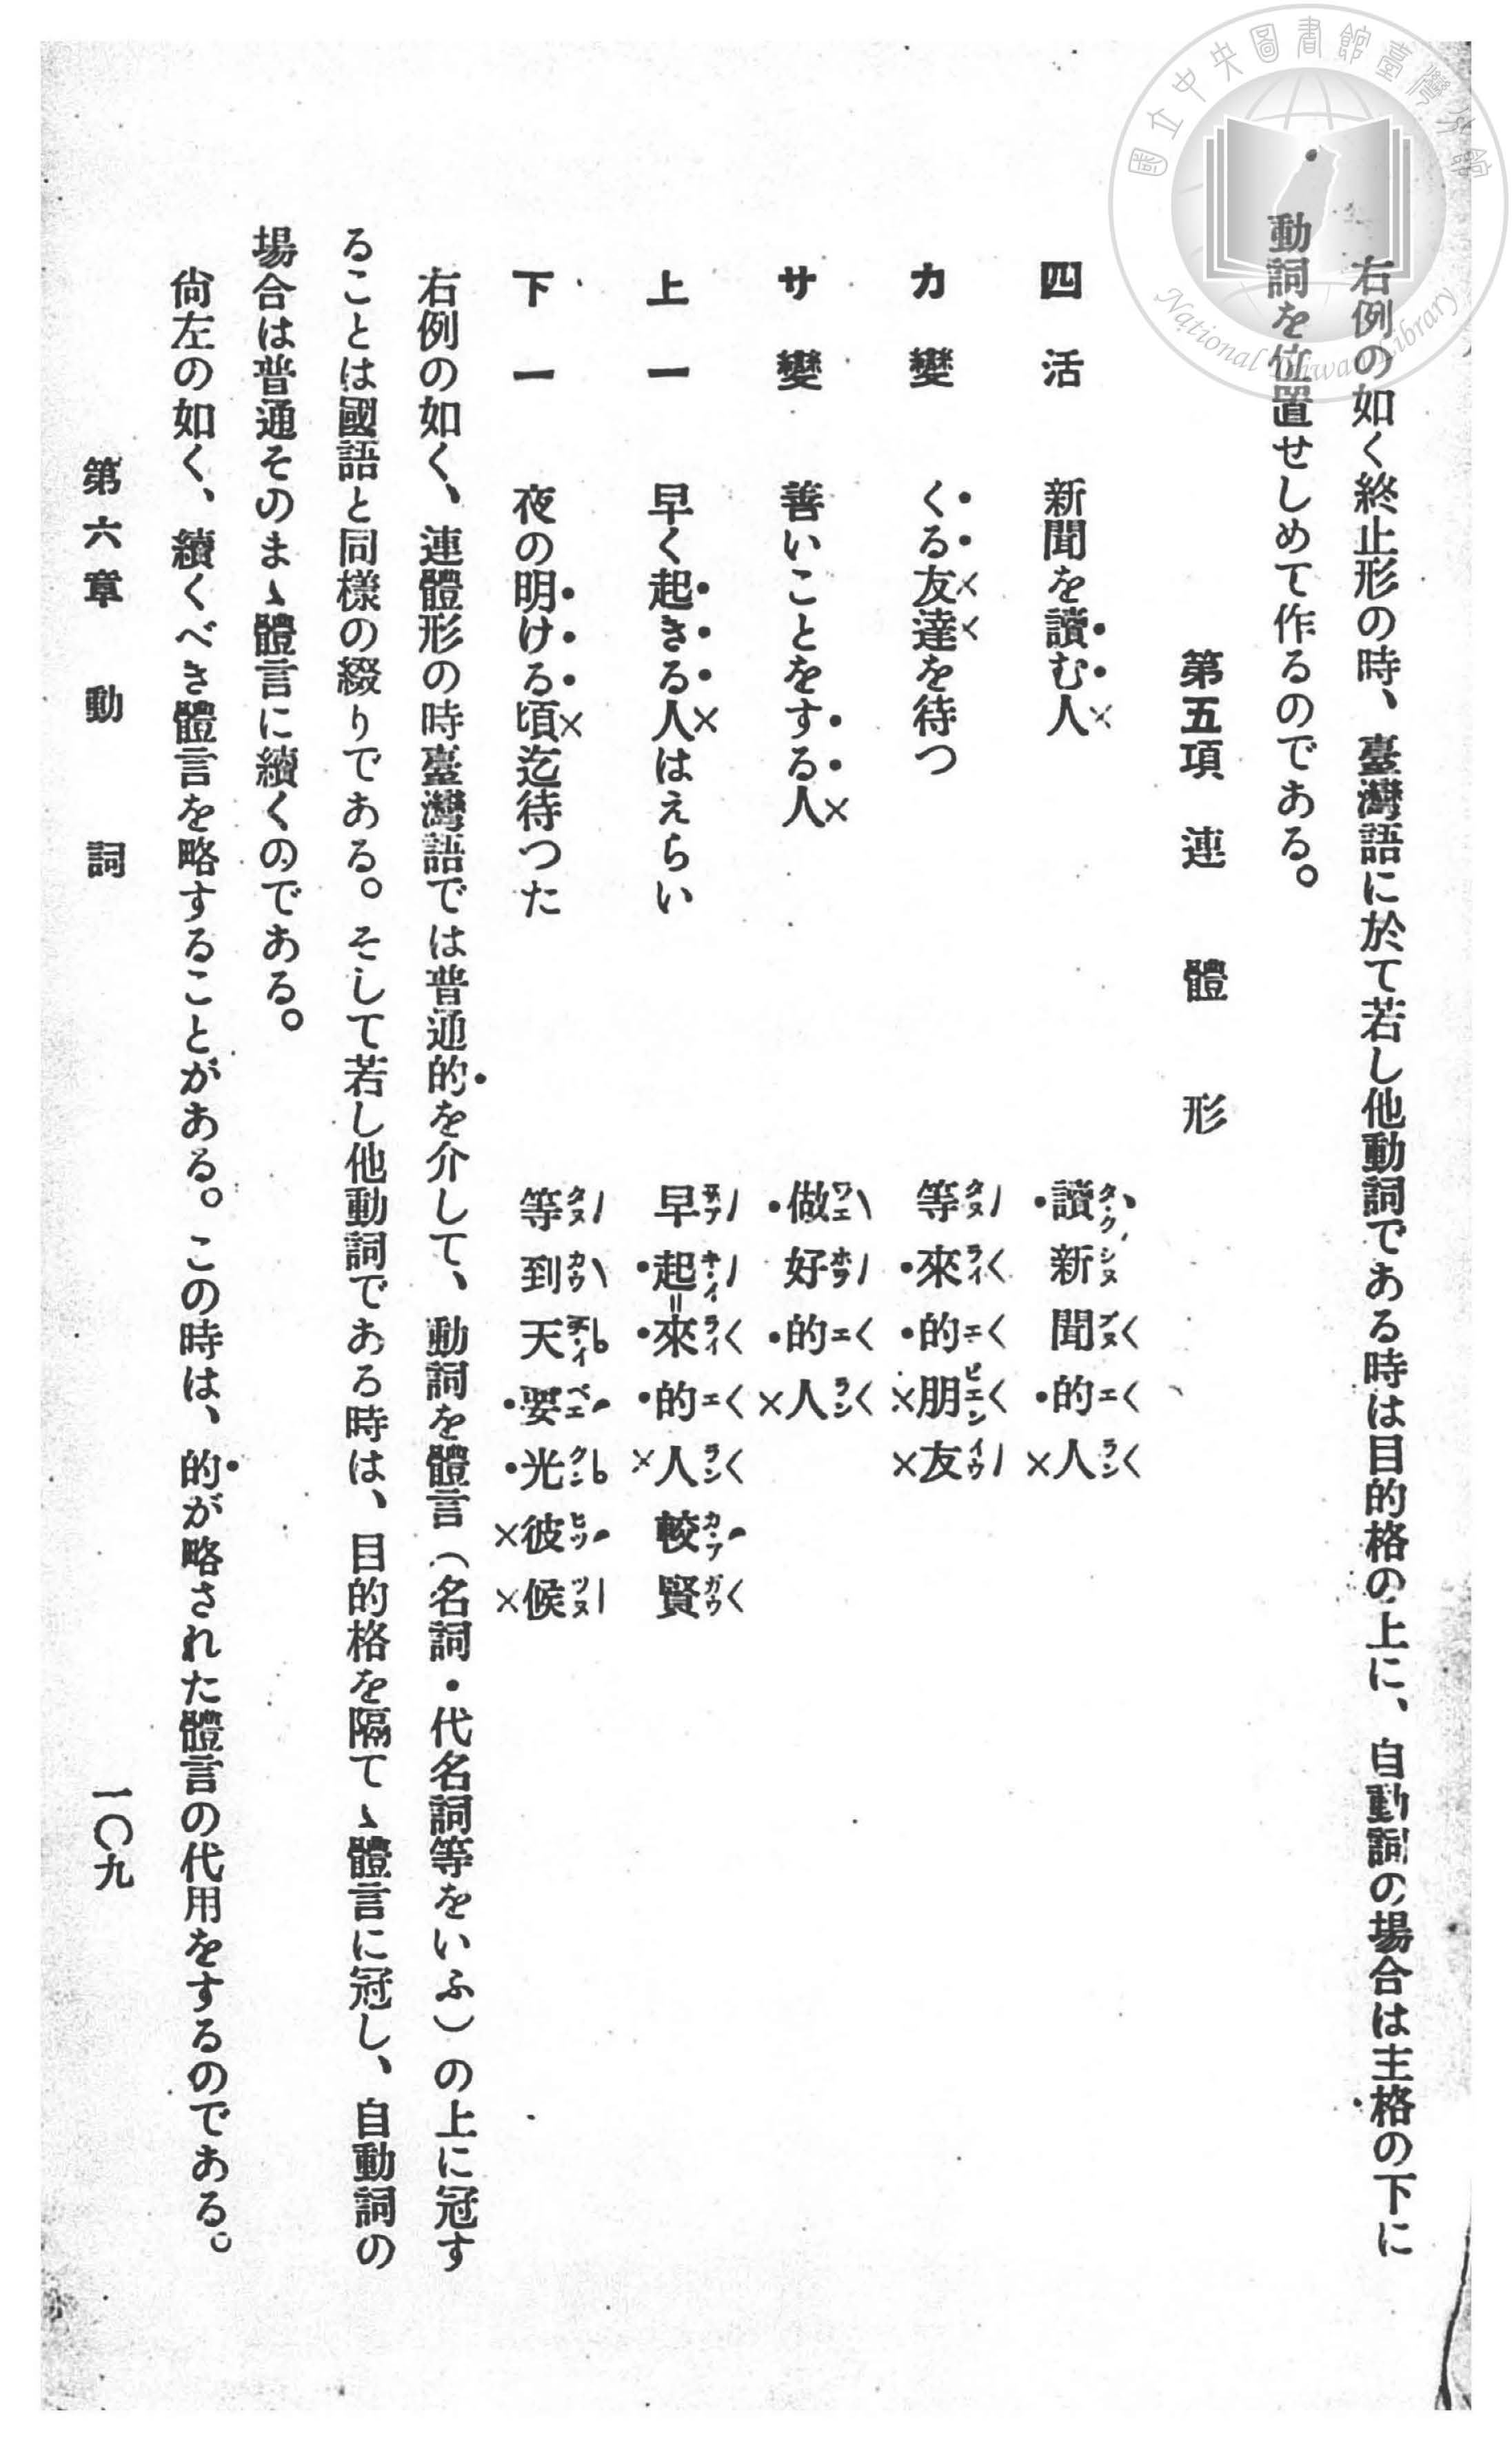 右例の如く終止形の時、臺灣語に於て若し他動詞である時は目的格の上に、自動詞の場合は主格の下に
動詞を位置せしめて作るのである。
第五項 連體形
四活 新聞を讀む人 讀新聞的人
カ變 くる友達を待つ 等來的朋友
サ變 善いことをする人 做好的人
上一 早く起きる人はえらい 早起來的人較賢
下一 夜の明ける頃迄待つた 等到天要光彼候
右例の如く、連體形の時臺灣語では普通的を介して、動詞を體言(名詞・代名詞等をいふ)の上に冠す
ることは國語と同樣の綴りである。そして若し他動詞である時は、目的格を隔てゝ體言に冠し、自動詞の
場合は普通そのまゝ體言に續くのである。
尙左の如く、續くべき體言を略することがある。この時は、的が略された體言の代用をするのである。
第六章 動詞 一〇九
國立中央圖書館臺灣分館
National Taiwan Library